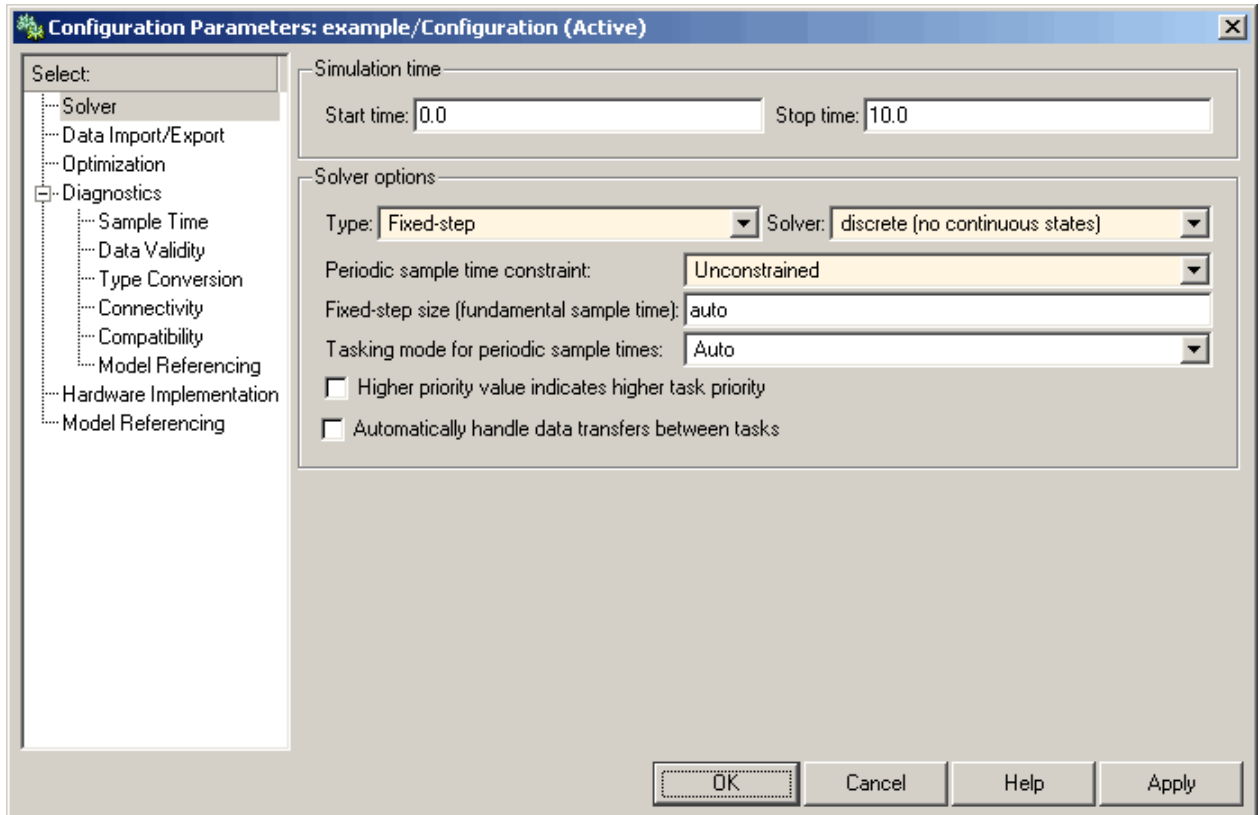 Configuration Parameters: example/Configuration (Active)
Select:
Solver
Data Import/Export
Optimization
Diagnostics
Sample Time
Data Validity
Type Conversion
Connectivity
Compatibility
Model Referencing
Hardware Implementation
Model Referencing
Simulation time
Start time: 0.0 Stop time: 10.0
Solver options
Type: Fixed-step Solver: discrete (no continuous states)
Periodic sample time constraint: Unconstrained
Fixed-step size (fundamental sample time): auto
Tasking mode for periodic sample times: Auto
Higher priority value indicates higher task priority
Automatically handle data transfers between tasks
OK Cancel Help Apply